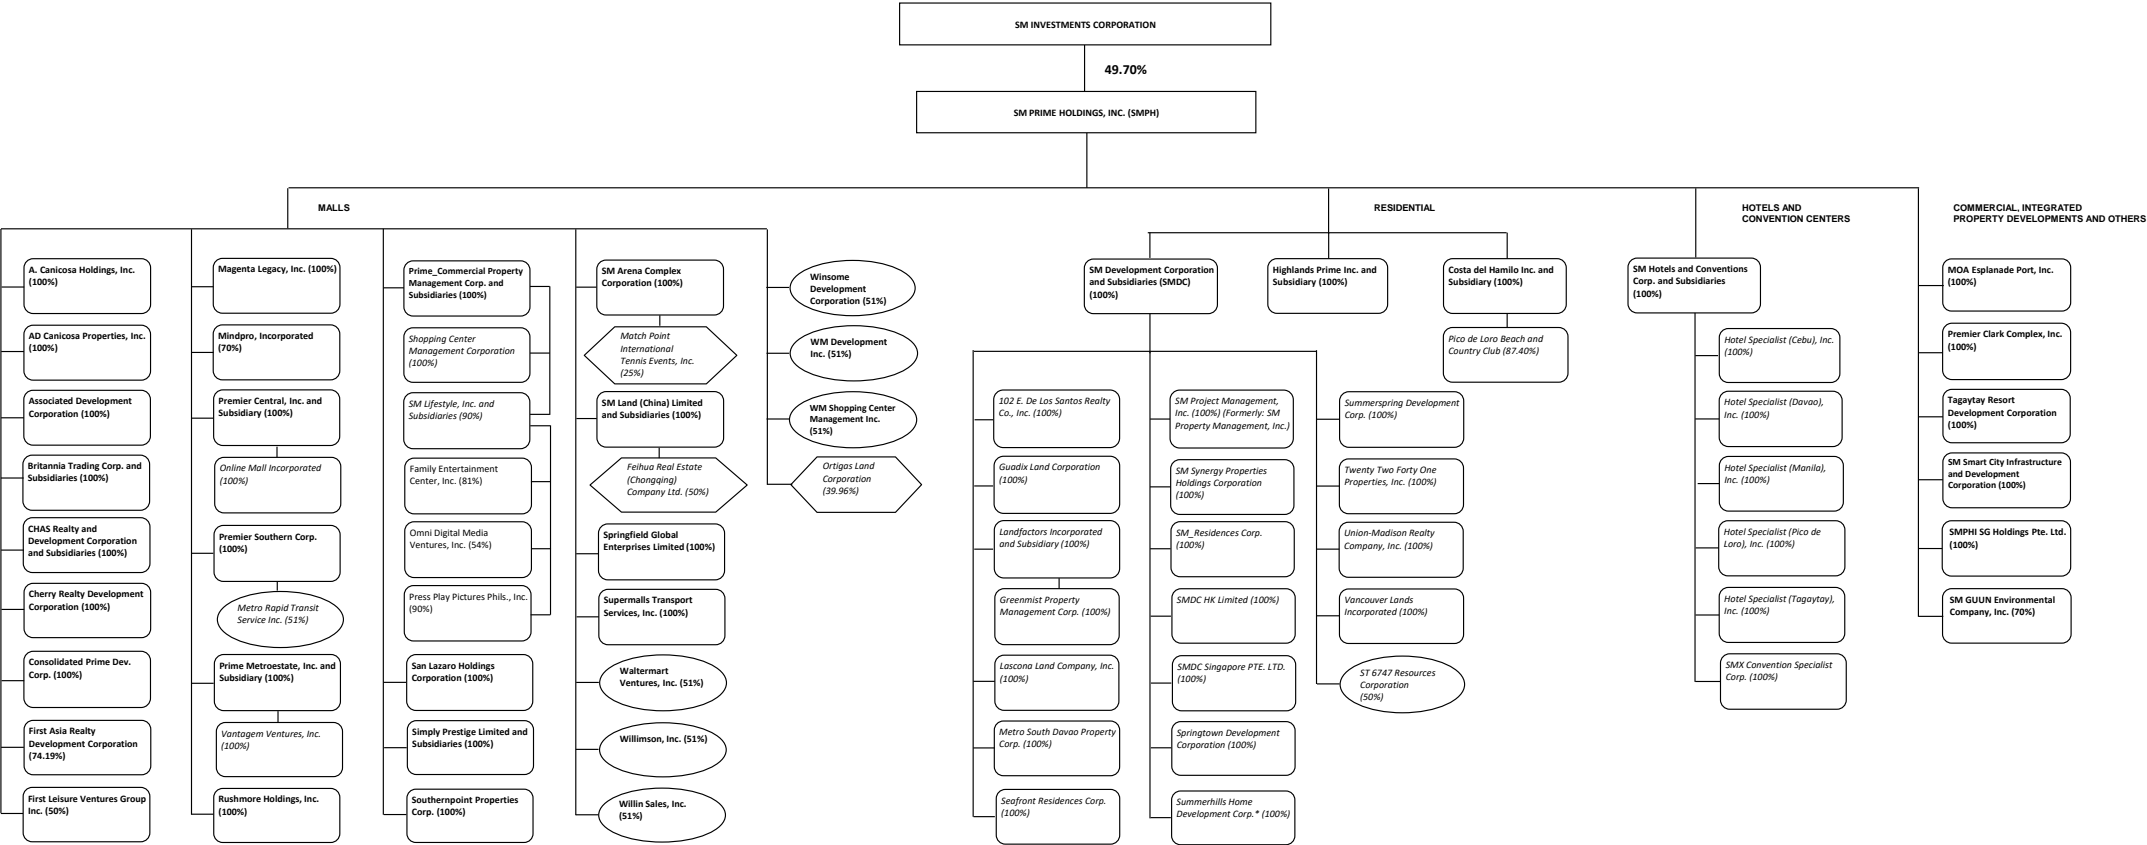 SM INVESTMENTS CORPORATION
49.70%
SM PRIME HOLDINGS, INC. (SMPH)
MALLS
A. Canicosa Holdings, Inc.
(100%)
AD Canicosa Properties, Inc.
(100%)
Associated Development
Corporation (100%)
Britannia Trading Corp. and
Subsidiaries (100%)
CHAS Realty and
Development Corporation
and Subsidiaries (100%)
Cherry Realty Development
Corporation (100%)
Consolidated Prime Dev.
Corp. (100%)
First Asia Realty
Development Corporation
(74.19%)
First Leisure Ventures Group
Inc. (50%)
Magenta Legacy, Inc. (100%)
Mindpro, Incorporated
(70%)
Premier Central, Inc. and
Subsidiary (100%)
Online Mall Incorporated
(100%)
Premier Southern Corp.
(100%)
Metro Rapid Transit
Service Inc. (51%)
Prime Metroestate, Inc. and
Subsidiary (100%)
Vantagem Ventures, Inc.
(100%)
Rushmore Holdings, Inc.
(100%)
Prime_Commercial Property
Management Corp. and
Subsidiaries (100%)
Shopping Center
Management Corporation
(100%)
SM Lifestyle, Inc. and
Subsidiaries (90%)
Family Entertainment
Center, Inc. (81%)
Omni Digital Media
Ventures, Inc. (54%)
Press Play Pictures Phils., Inc.
(90%)
San Lazaro Holdings
Corporation (100%)
Simply Prestige Limited and
Subsidiaries (100%)
Southernpoint Properties
Corp. (100%)
SM Arena Complex
Corporation (100%)
Match Point
International
Tennis Events, Inc.
(25%)
SM Land (China) Limited
and Subsidiaries (100%)
Feihua Real Estate
(Chongqing)
Company Ltd. (50%)
Springfield Global
Enterprises Limited (100%)
Supermalls Transport
Services, Inc. (100%)
Waltermart
Ventures, Inc. (51%)
Willimson, Inc. (51%)
Willin Sales, Inc.
(51%)
Winsome
Development
Corporation (51%)
WM Development
Inc. (51%)
WM Shopping Center
Management Inc.
(51%)
Ortigas Land
Corporation
(39.96%)
RESIDENTIAL
SM Development Corporation
and Subsidiaries (SMDC)
(100%)
Highlands Prime Inc. and
Subsidiary (100%)
Costa del Hamilo Inc. and
Subsidiary (100%)
Pico de Loro Beach and
Country Club (87.40%)
102 E. De Los Santos Realty
Co., Inc. (100%)
Guadix Land Corporation
(100%)
Landfactors Incorporated
and Subsidiary (100%)
Greenmist Property
Management Corp. (100%)
Lascona Land Company, Inc.
(100%)
Metro South Davao Property
Corp. (100%)
Seafront Residences Corp.
(100%)
SM Project Management,
Inc. (100%) (Formerly: SM
Property Management, Inc.)
SM Synergy Properties
Holdings Corporation
(100%)
SM_Residences Corp.
(100%)
SMDC HK Limited (100%)
SMDC Singapore PTE. LTD.
(100%)
Springtown Development
Corporation (100%)
Summerhills Home
Development Corp.* (100%)
Summerspring Development
Corp. (100%)
Twenty Two Forty One
Properties, Inc. (100%)
Union-Madison Realty
Company, Inc. (100%)
Vancouver Lands
Incorporated (100%)
ST 6747 Resources
Corporation
(50%)
HOTELS AND
CONVENTION CENTERS
SM Hotels and Conventions
Corp. and Subsidiaries
(100%)
Hotel Specialist (Cebu), Inc.
(100%)
Hotel Specialist (Davao),
Inc. (100%)
Hotel Specialist (Manila),
Inc. (100%)
Hotel Specialist (Pico de
Loro), Inc. (100%)
Hotel Specialist (Tagaytay),
Inc. (100%)
SMX Convention Specialist
Corp. (100%)
COMMERCIAL, INTEGRATED
PROPERTY DEVELOPMENTS AND OTHERS
MOA Esplanade Port, Inc.
(100%)
Premier Clark Complex, Inc.
(100%)
Tagaytay Resort
Development Corporation
(100%)
SM Smart City Infrastructure
and Development
Corporation (100%)
SMPHI SG Holdings Pte. Ltd.
(100%)
SM GUUN Environmental
Company, Inc. (70%)